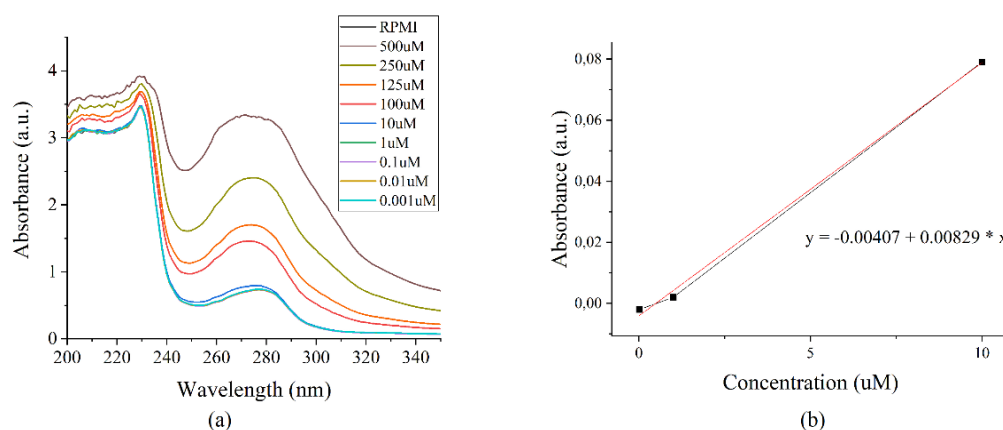 RPMI
500uM
250uM
125uM
100uM
10uM
1uM
0.1uM
0.01uM
0.001uM
4
3
2
1
0
Absorbance (a.u.)
200 220 240 260 280 300 320 340
Wavelength (nm)
(a)
0,08
0,06
0,04
0,02
0,00
Absorbance (a.u.)
y = -0.00407 + 0.00829 * x
0 5 10
Concentration (uM)
(b)